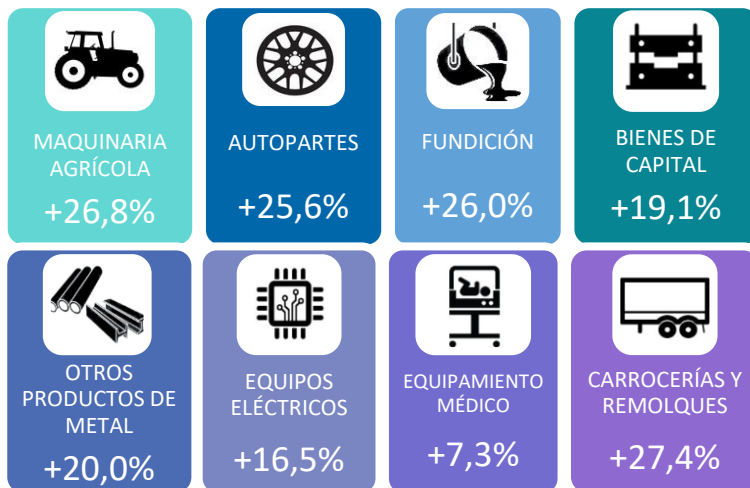 MAQUINARIA
AGRÍCOLA
+26,8%
AUTOPARTES
+25,6%
FUNDICIÓN
+26,0%
BIENES DE
CAPITAL
+19,1%
OTROS
PRODUCTOS DE
METAL
+20,0%
EQUIPOS
ELÉCTRICOS
+16,5%
EQUIPAMIENTO
MÉDICO
+7,3%
CARROCERÍAS Y
REMOLQUES
+27,4%